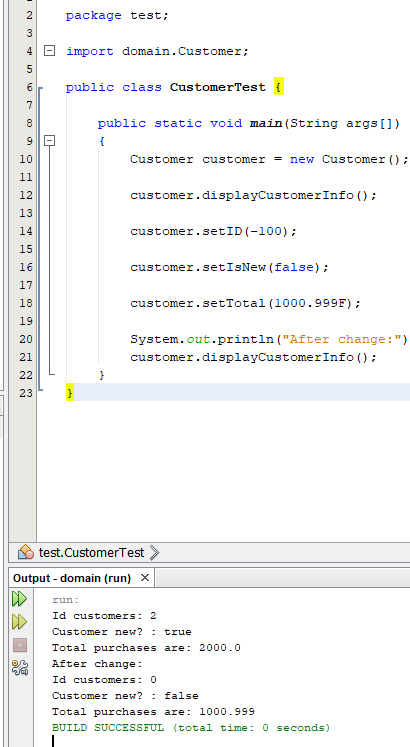 2 package test;
3
4 import domain.Customer;
5
6 public class CustomerTest {
7
8 public static void main(String args[])
9 {
10 Customer customer = new Customer();
11
12 customer.displayCustomerInfo();
13
14 customer.setID(-100);
15
16 customer.setIsNew(false);
17
18 customer.setTotal(1000.999F);
19
20 System.out.println("After change:")
21 customer.displayCustomerInfo();
22 }
23 }
test.CustomerTest
Output - domain (run) ×
run:
Id customers: 2
Customer new? : true
Total purchases are: 2000.0
After change:
Id customers: 0
Customer new? : false
Total purchases are: 1000.999
BUILD SUCCESSFUL (total time: 0 seconds)